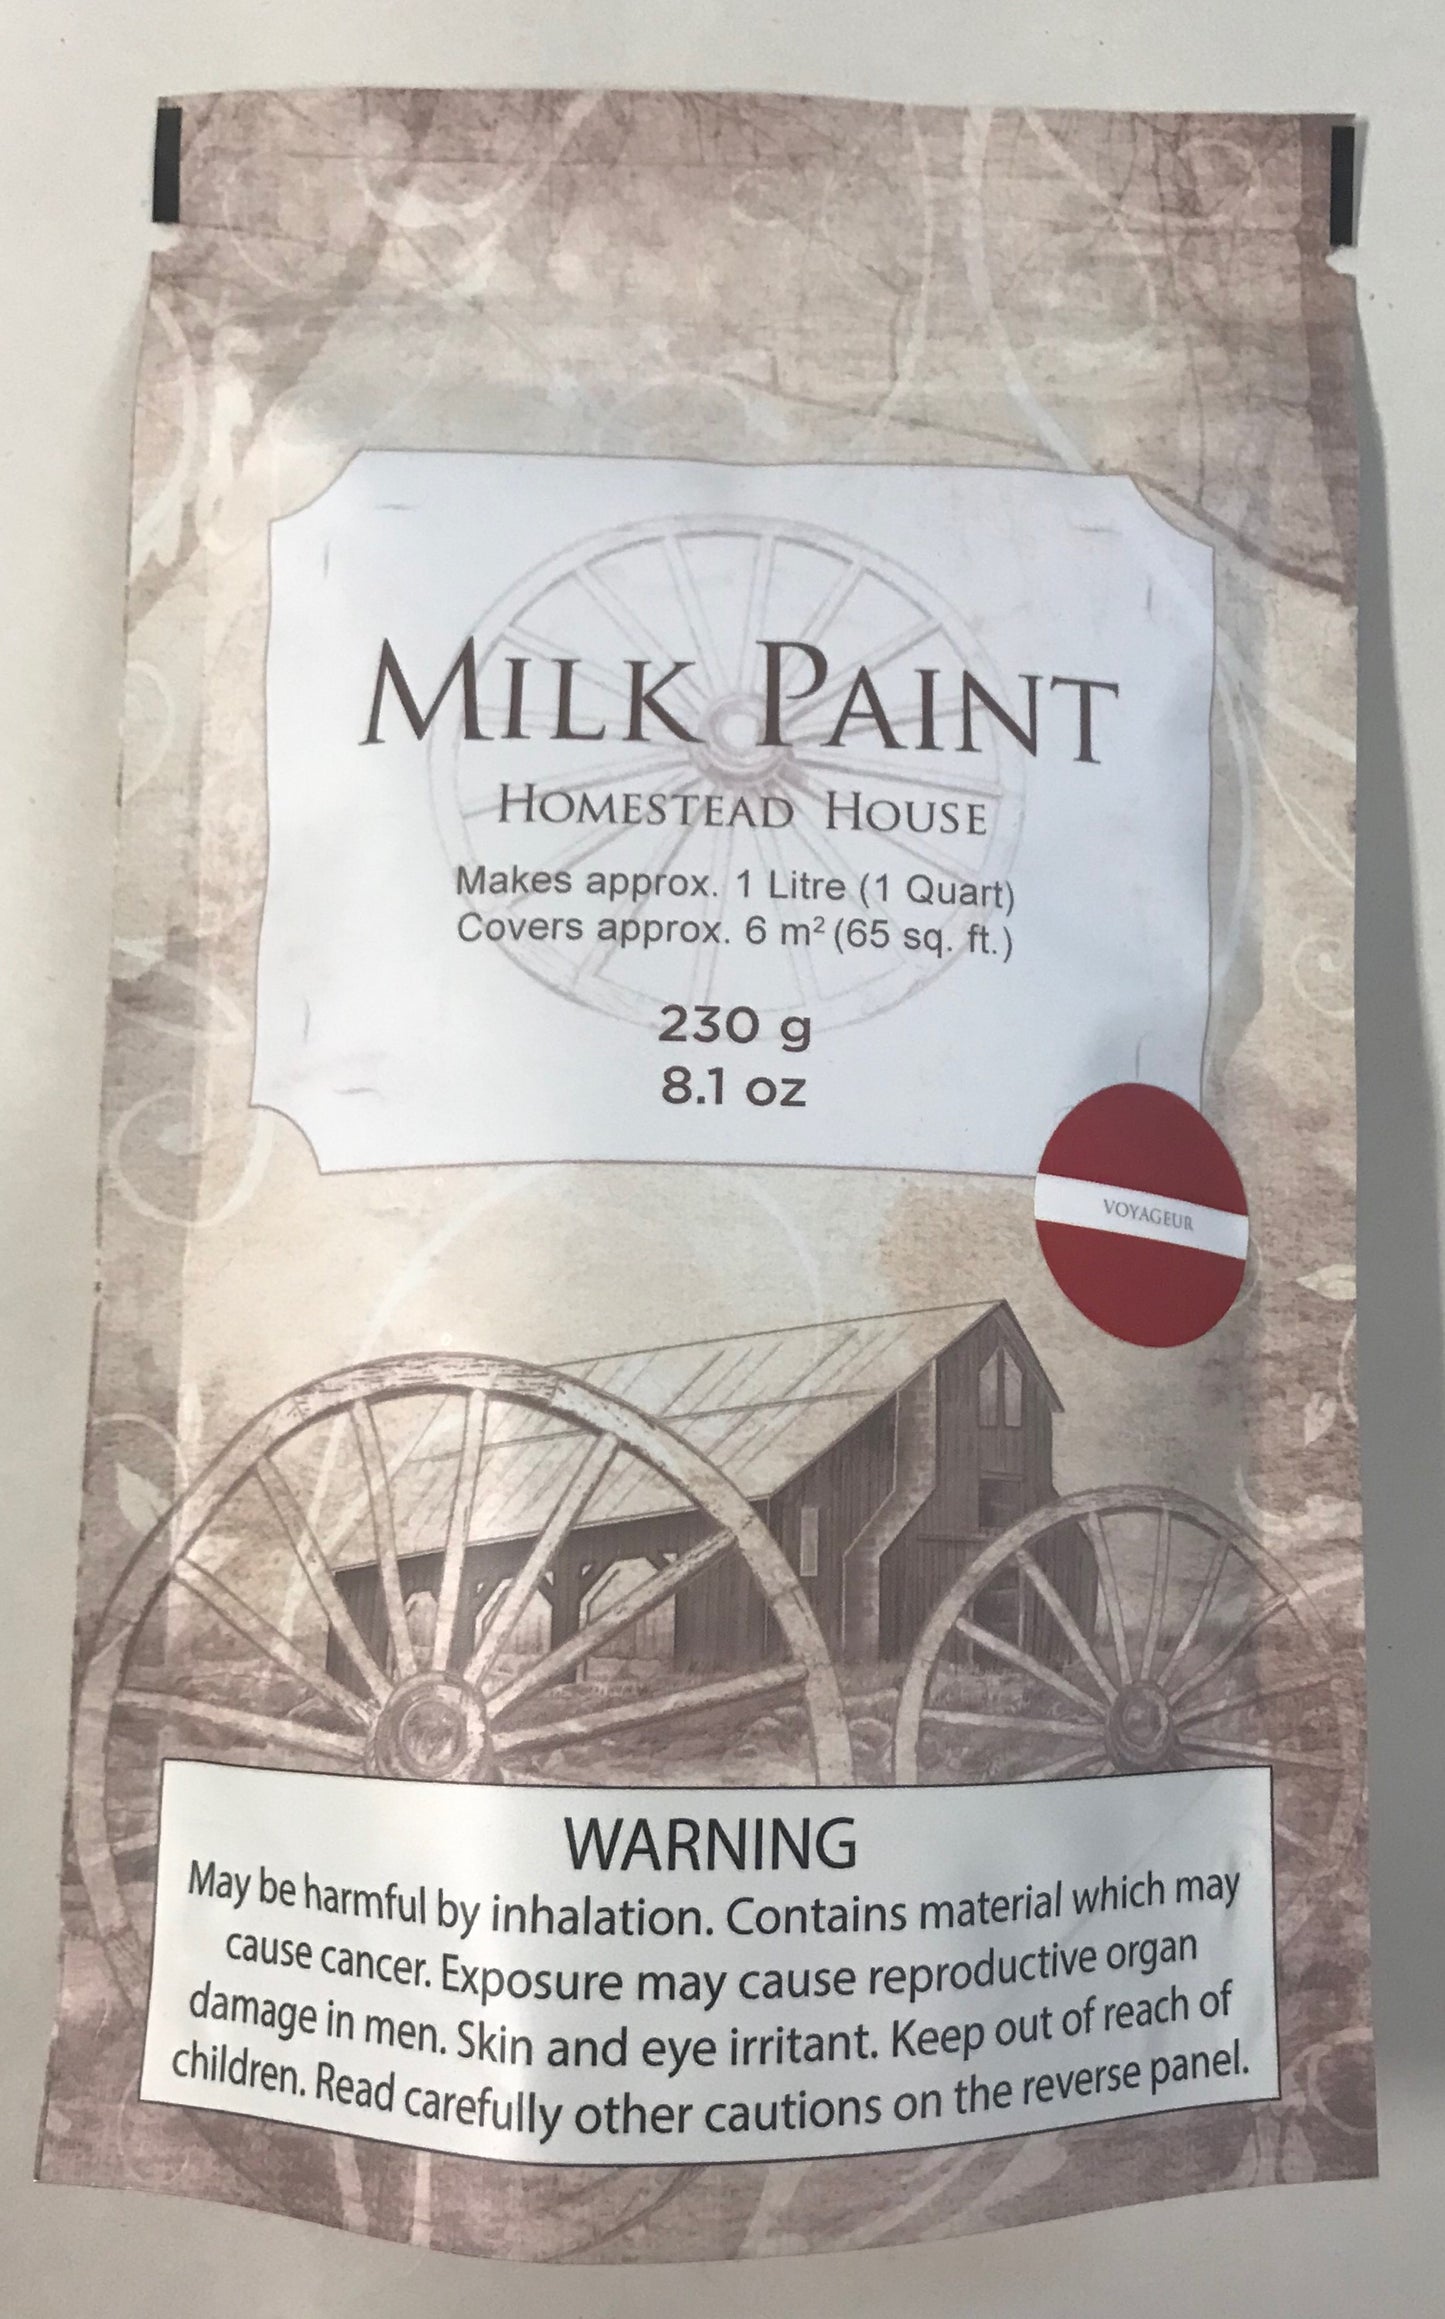 MILK PAINT
HOMESTEAD HOUSE
Makes approx. 1 Litre (1 Quart)
Covers approx. 6 m² (65 sq. ft.)
230 g
8.1 oz
VOYAGEUR
WARNING
May be harmful by inhalation. Contains material which may
cause cancer. Exposure may cause reproductive organ
damage in men. Skin and eye irritant. Keep out of reach of
children. Read carefully other cautions on the reverse panel.